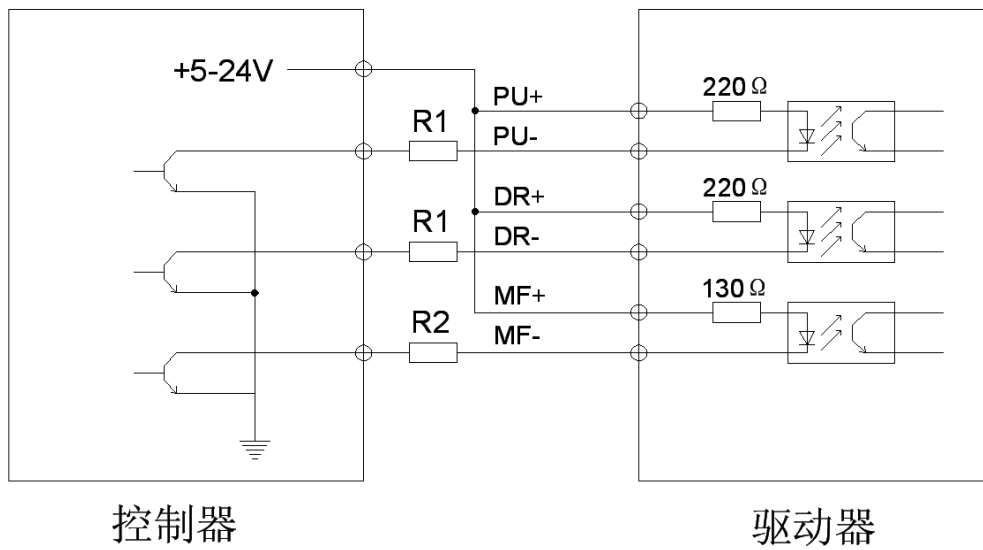 +5-24V
220Ω
PU+
R1
PU-
220Ω
DR+
R1
DR-
130Ω
MF+
R2
MF-
控制器
驱动器